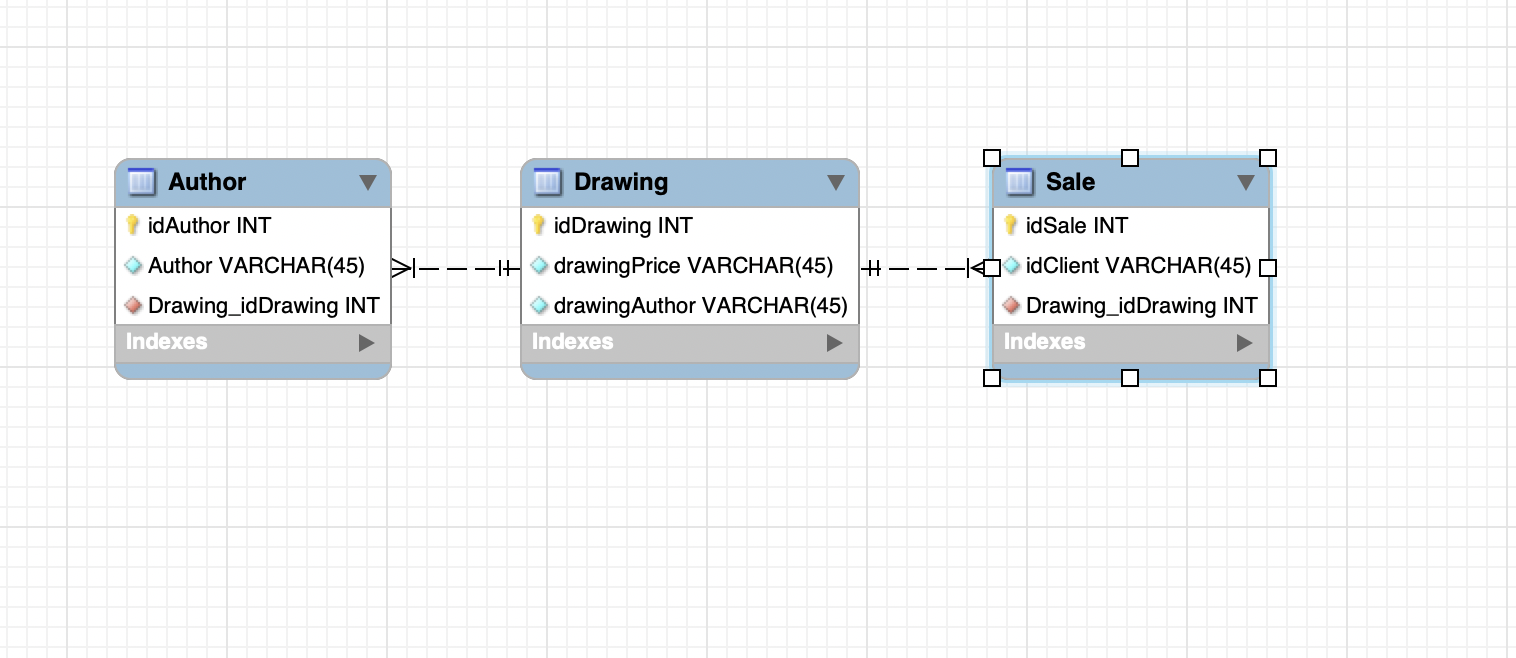 Author
idAuthor INT
Author VARCHAR(45)
Drawing_idDrawing INT
Indexes
Drawing
idDrawing INT
drawingPrice VARCHAR(45)
drawingAuthor VARCHAR(45)
Indexes
Sale
idSale INT
idClient VARCHAR(45)
Drawing_idDrawing INT
Indexes